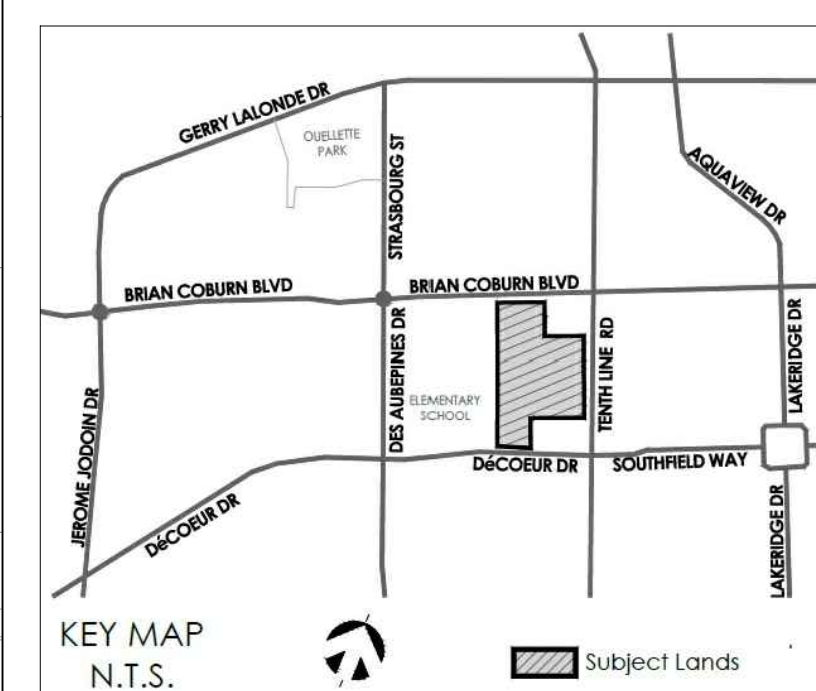 GERRY LALONDE DR
OUELLETTE
PARK
STRASBOURG ST
AQUAVIEW DR
BRIAN COBURN BLVD
BRIAN COBURN BLVD
JEROME JODOIN DR
DES AUBEPINES DR
ELEMENTARY
SCHOOL
TENTH LINE RD
LAKERIDGE DR
DéCOEUR DR
DéCOEUR DR
SOUTHFIELD WAY
LAKERIDGE DR
KEY MAP
N.T.S.
Subject Lands